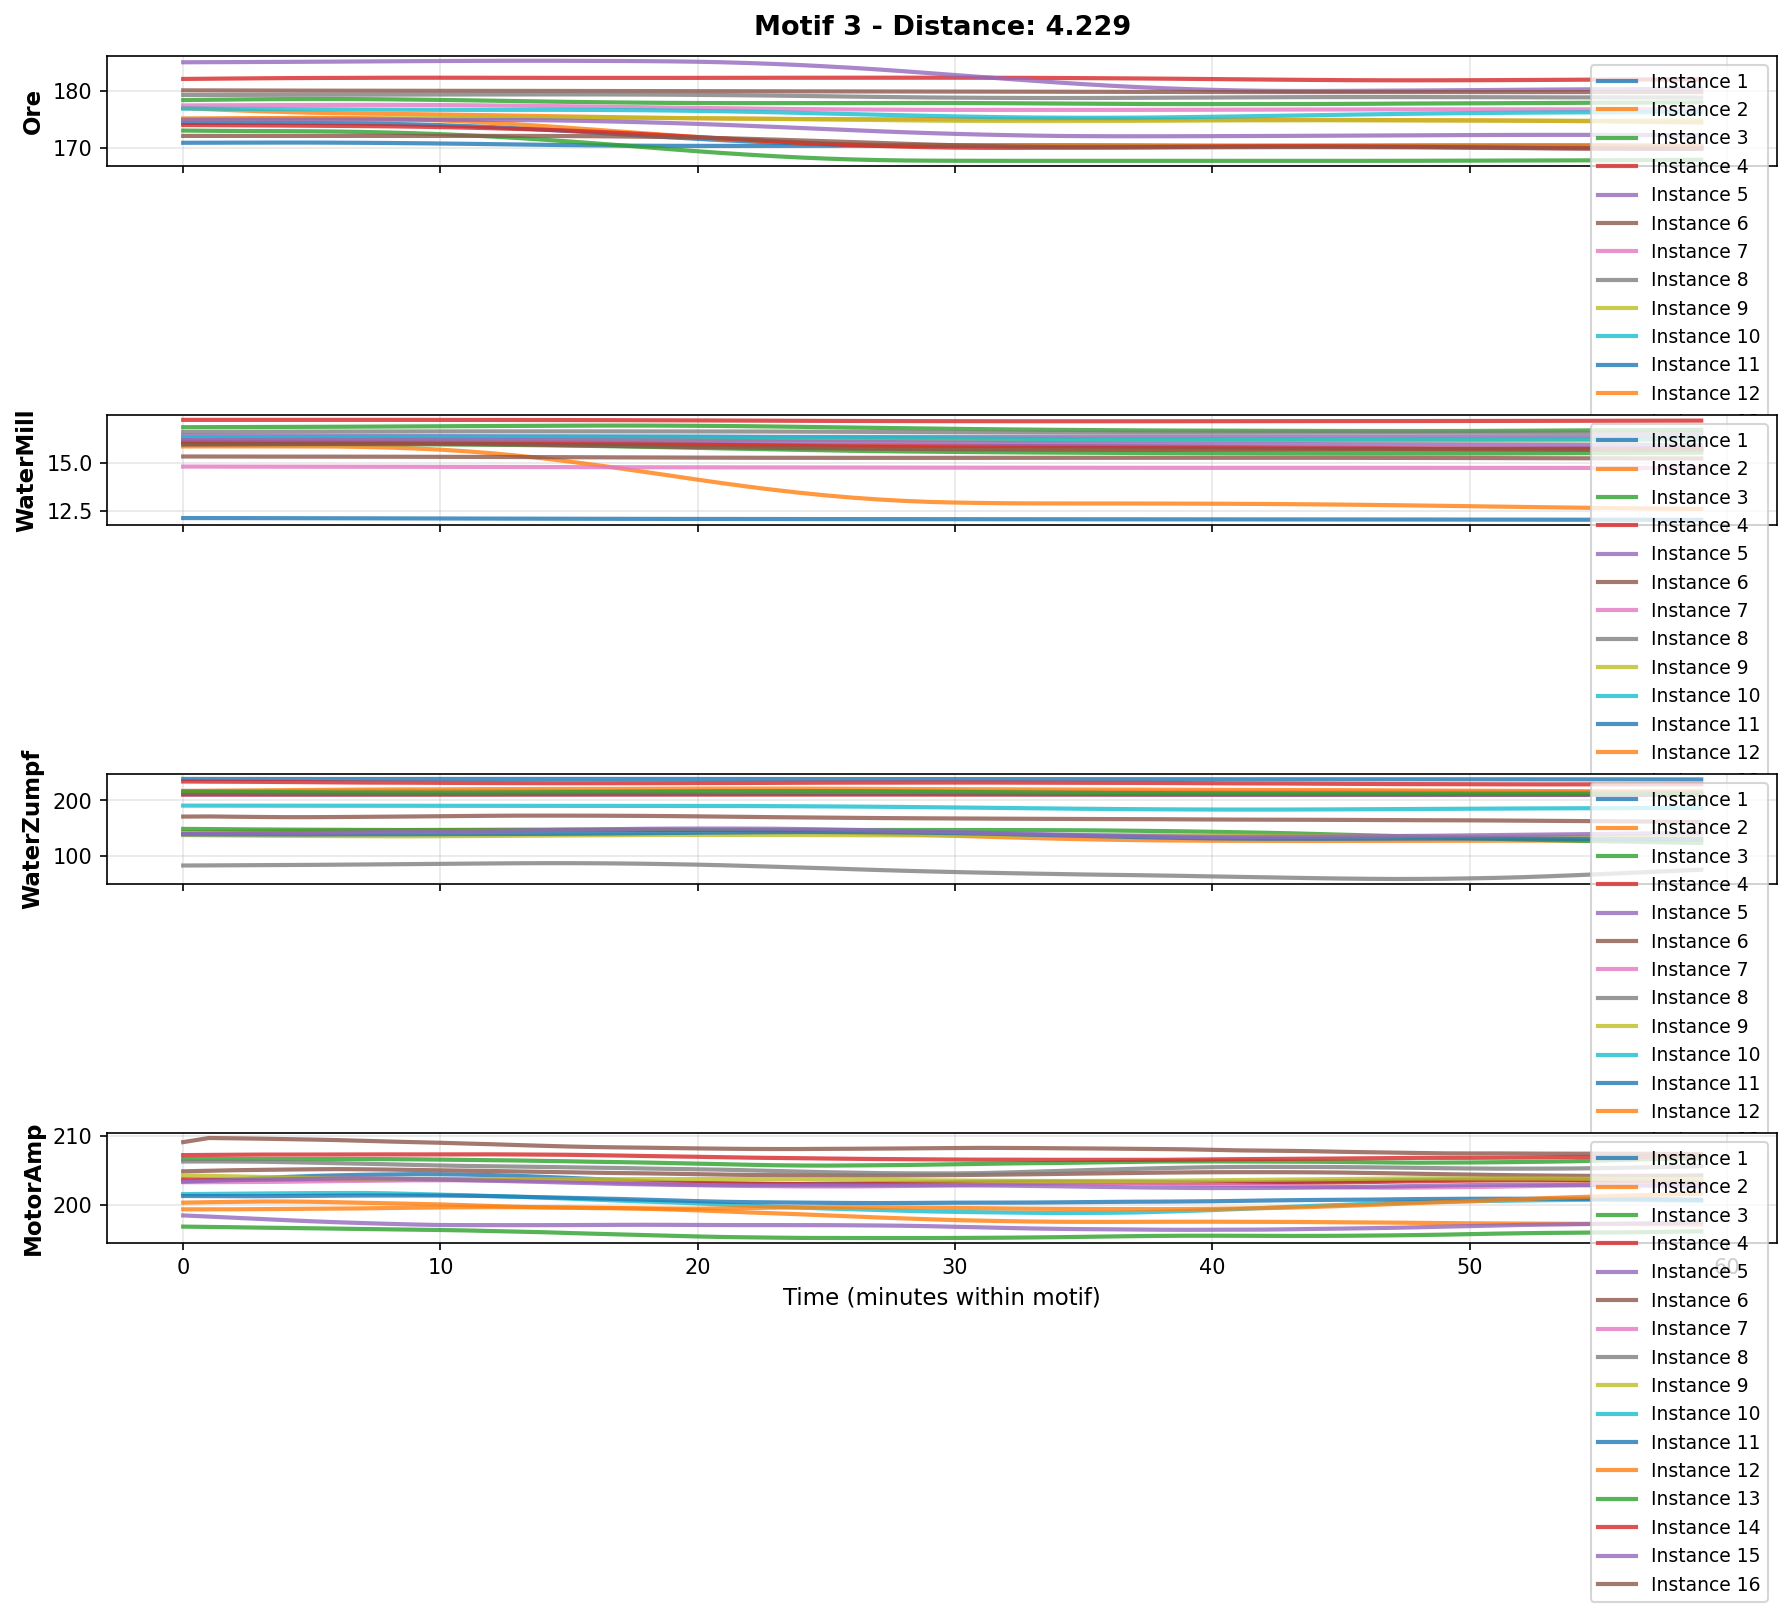 Motif 3 - Distance: 4.229
Ore
180
170
Instance 1
Instance 2
Instance 3
Instance 4
Instance 5
Instance 6
Instance 7
Instance 8
Instance 9
Instance 10
Instance 11
Instance 12
WaterMill
15.0
12.5
Instance 1
Instance 2
Instance 3
Instance 4
Instance 5
Instance 6
Instance 7
Instance 8
Instance 9
Instance 10
Instance 11
Instance 12
WaterZumpf
200
100
Instance 1
Instance 2
Instance 3
Instance 4
Instance 5
Instance 6
Instance 7
Instance 8
Instance 9
Instance 10
Instance 11
Instance 12
MotorAmp
210
200
Instance 1
Instance 2
Instance 3
Instance 4
Instance 5
Instance 6
Instance 7
Instance 8
Instance 9
Instance 10
Instance 11
Instance 12
Instance 13
Instance 14
Instance 15
Instance 16
0 10 20 30 40 50 60
Time (minutes within motif)